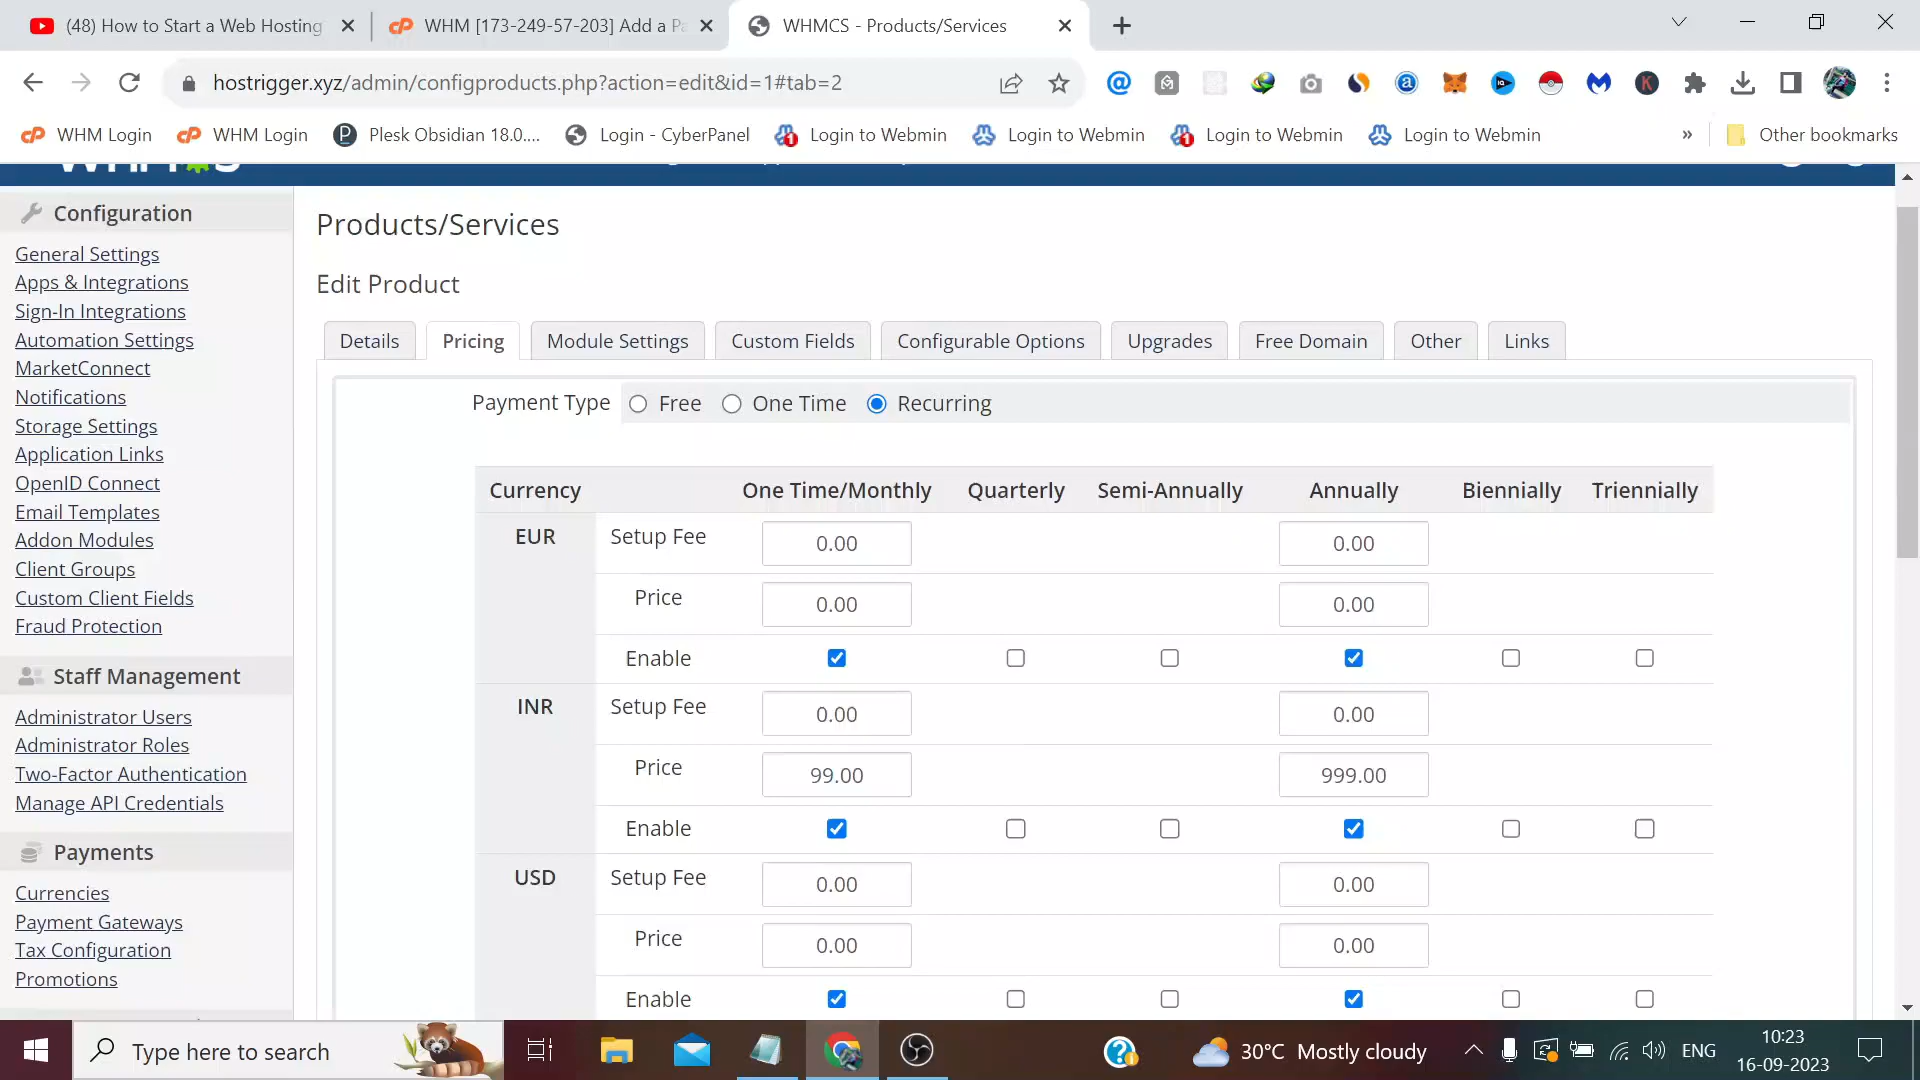 (48) How to Start a Web Hosting
WHM [173-249-57-203] Add a Pa
WHMCS - Products/Services
hostrigger.xyz/admin/configproducts.php?action=edit&id=1#tab=2
WHM Login
WHM Login
Plesk Obsidian 18.0....
Login - CyberPanel
Login to Webmin
Login to Webmin
Login to Webmin
Login to Webmin
» Other bookmarks
Configuration
General Settings
Apps & Integrations
Sign-In Integrations
Automation Settings
MarketConnect
Notifications
Storage Settings
Application Links
OpenID Connect
Email Templates
Addon Modules
Client Groups
Custom Client Fields
Fraud Protection
Staff Management
Administrator Users
Administrator Roles
Two-Factor Authentication
Manage API Credentials
Payments
Currencies
Payment Gateways
Tax Configuration
Promotions
Products/Services
Edit Product
Details Pricing Module Settings Custom Fields Configurable Options Upgrades Free Domain Other Links
Payment Type Free One Time Recurring
Currency One Time/Monthly Quarterly Semi-Annually Annually Biennially Triennially
EUR Setup Fee 0.00 0.00
Price 0.00 0.00
Enable
INR Setup Fee 0.00 0.00
Price 99.00 999.00
Enable
USD Setup Fee 0.00 0.00
Price 0.00 0.00
Enable
Type here to search
30°C Mostly cloudy
ENG
10:23
16-09-2023